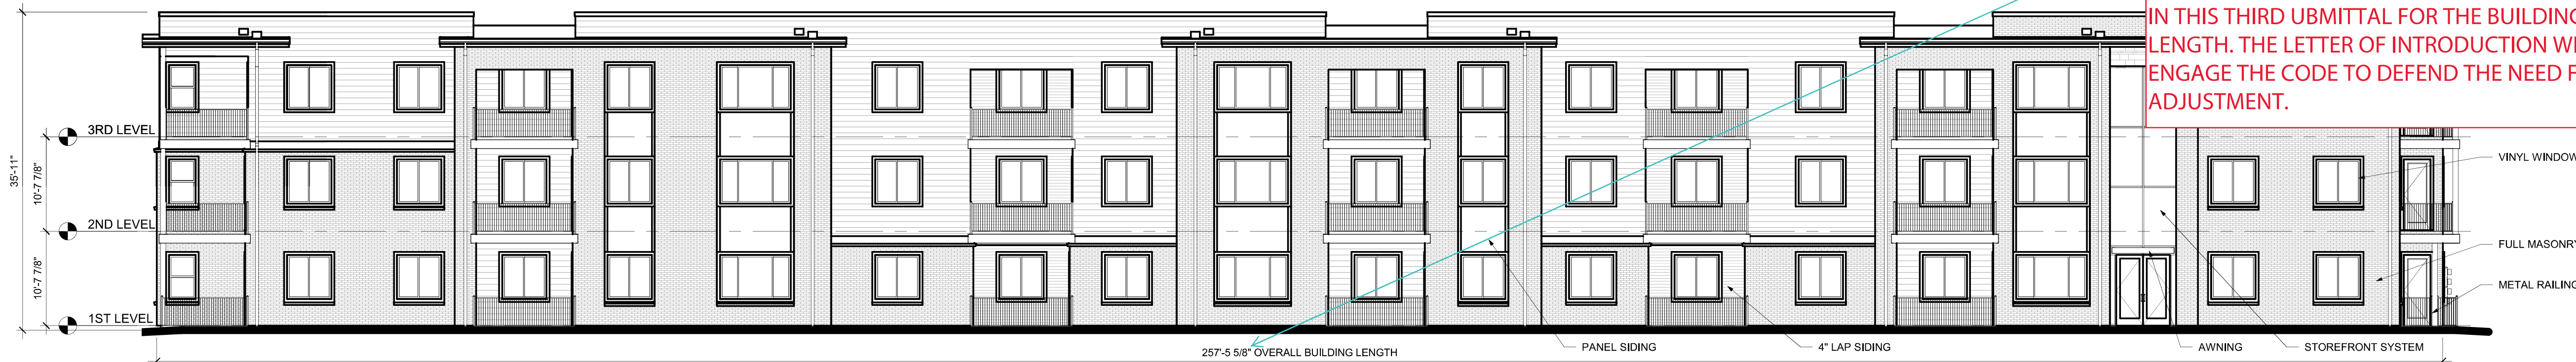 IN THIS THIRD UBMITTAL FOR THE BUILDING
LENGTH. THE LETTER OF INTRODUCTION
ENGAGE THE CODE TO DEFEND THE NEED
ADJUSTMENT.
35'-11"
3RD LEVEL
10'-7 7/8"
2ND LEVEL
10'-7 7/8"
1ST LEVEL
VINYL WINDOW
FULL MASONRY
METAL RAILING
257'-5 5/8" OVERALL BUILDING LENGTH
PANEL SIDING
4" LAP SIDING
AWNING
STOREFRONT SYSTEM